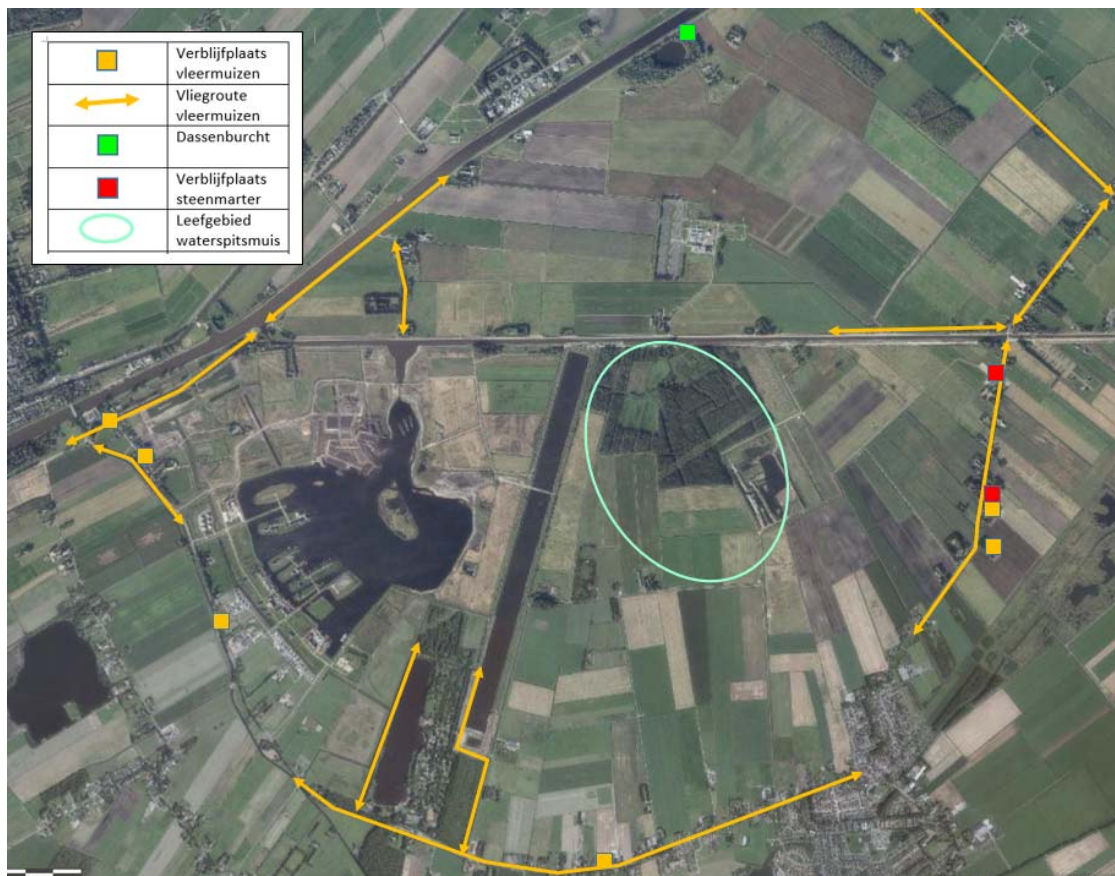 Verblijfplaats
vleermuizen
Vliegroute
vleermuizen
Dassenburcht
Verblijfplaats
steenmarter
Leefgebied
waterspitsmuis